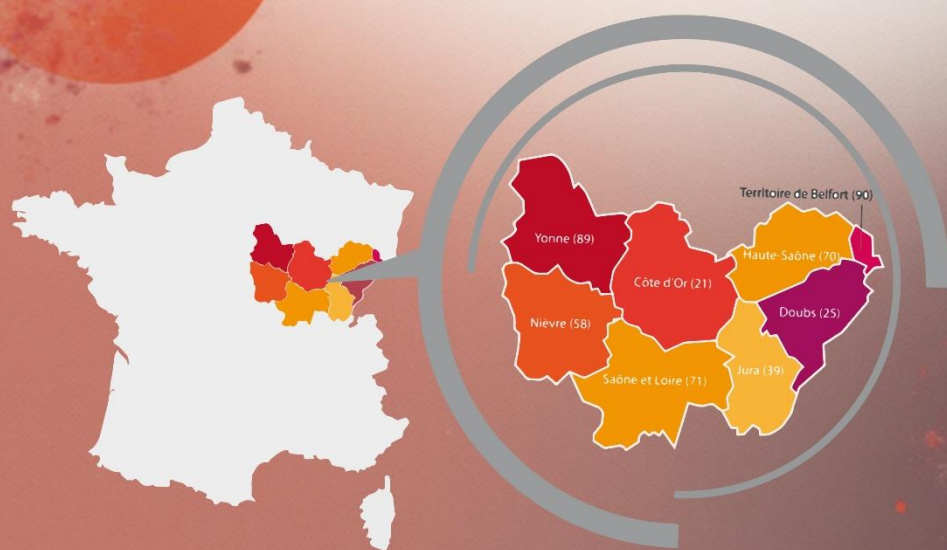 Territoire de Belfort (90)
Yonne (89)
Haute-Saône (70)
Côte d'Or (21)
Nièvre (58)
Doubs (25)
Saône et Loire (71)
Jura (39)